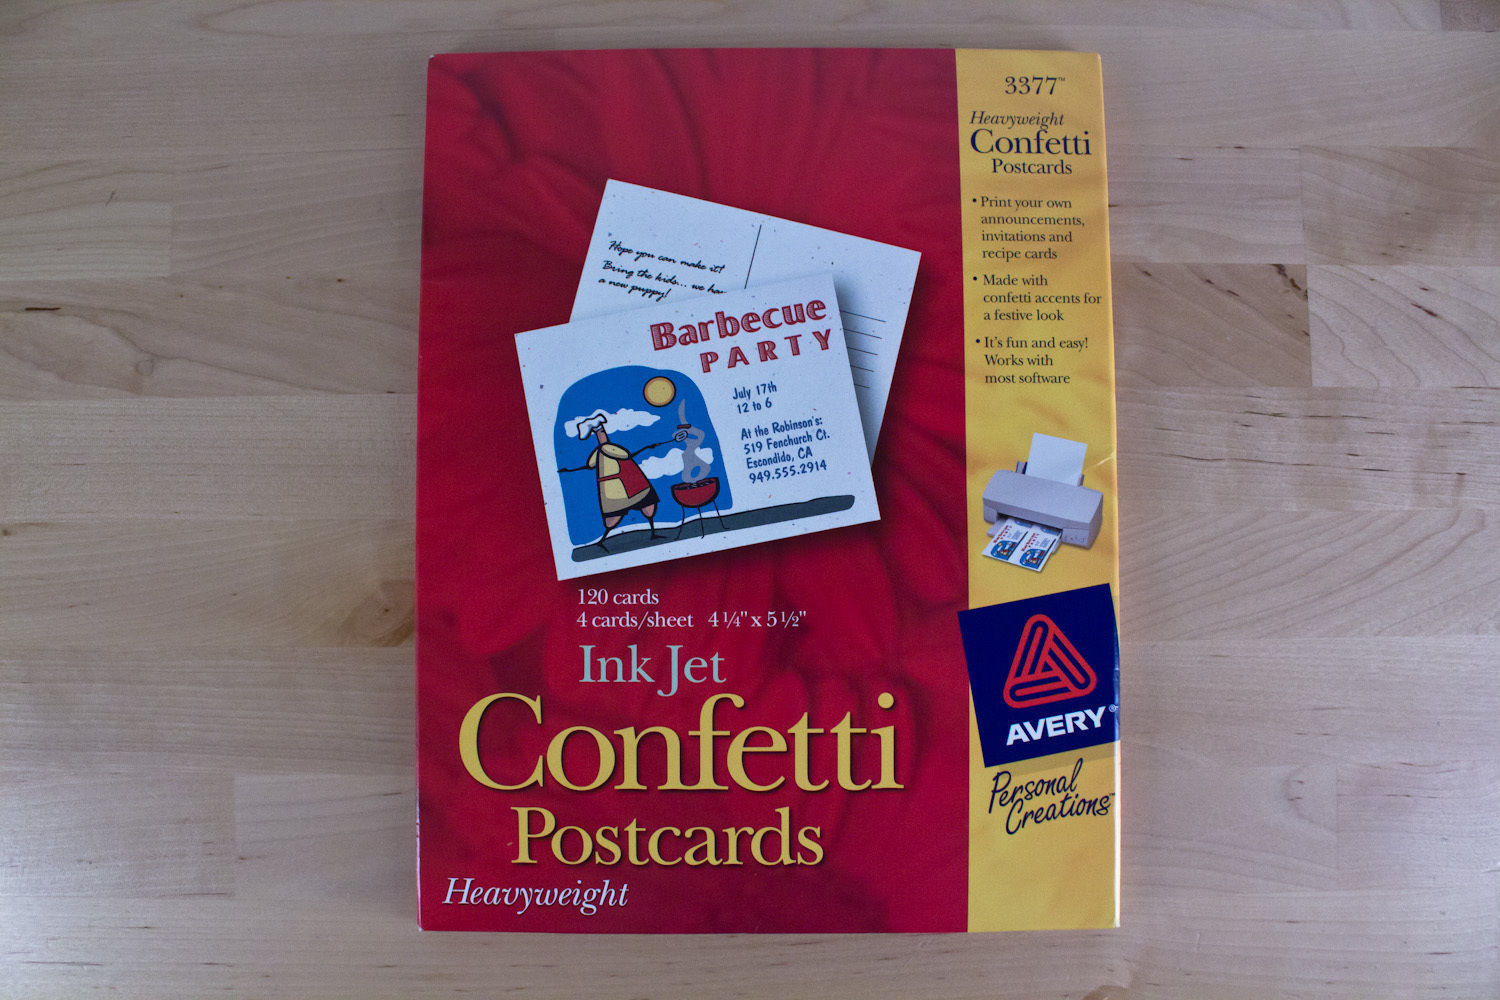 3377™
Heavyweight
Confetti
Postcards
• Print your own
announcements,
invitations and
recipe cards
• Made with
confetti accents for
a festive look
• It's fun and easy!
Works with
most software
Hope you can make it!
Bring the kids... we ha
a new puppy!
Barbecue
PARTY
July 17th
12 to 6
At the Robinson's:
519 Fenchurch Ct.
Escondido, CA
949.555.2914
120 cards
4 cards/sheet 4 1/4" x 5 1/2"
Ink Jet
Confetti
Postcards
Heavyweight
AVERY®
Personal
Creations™